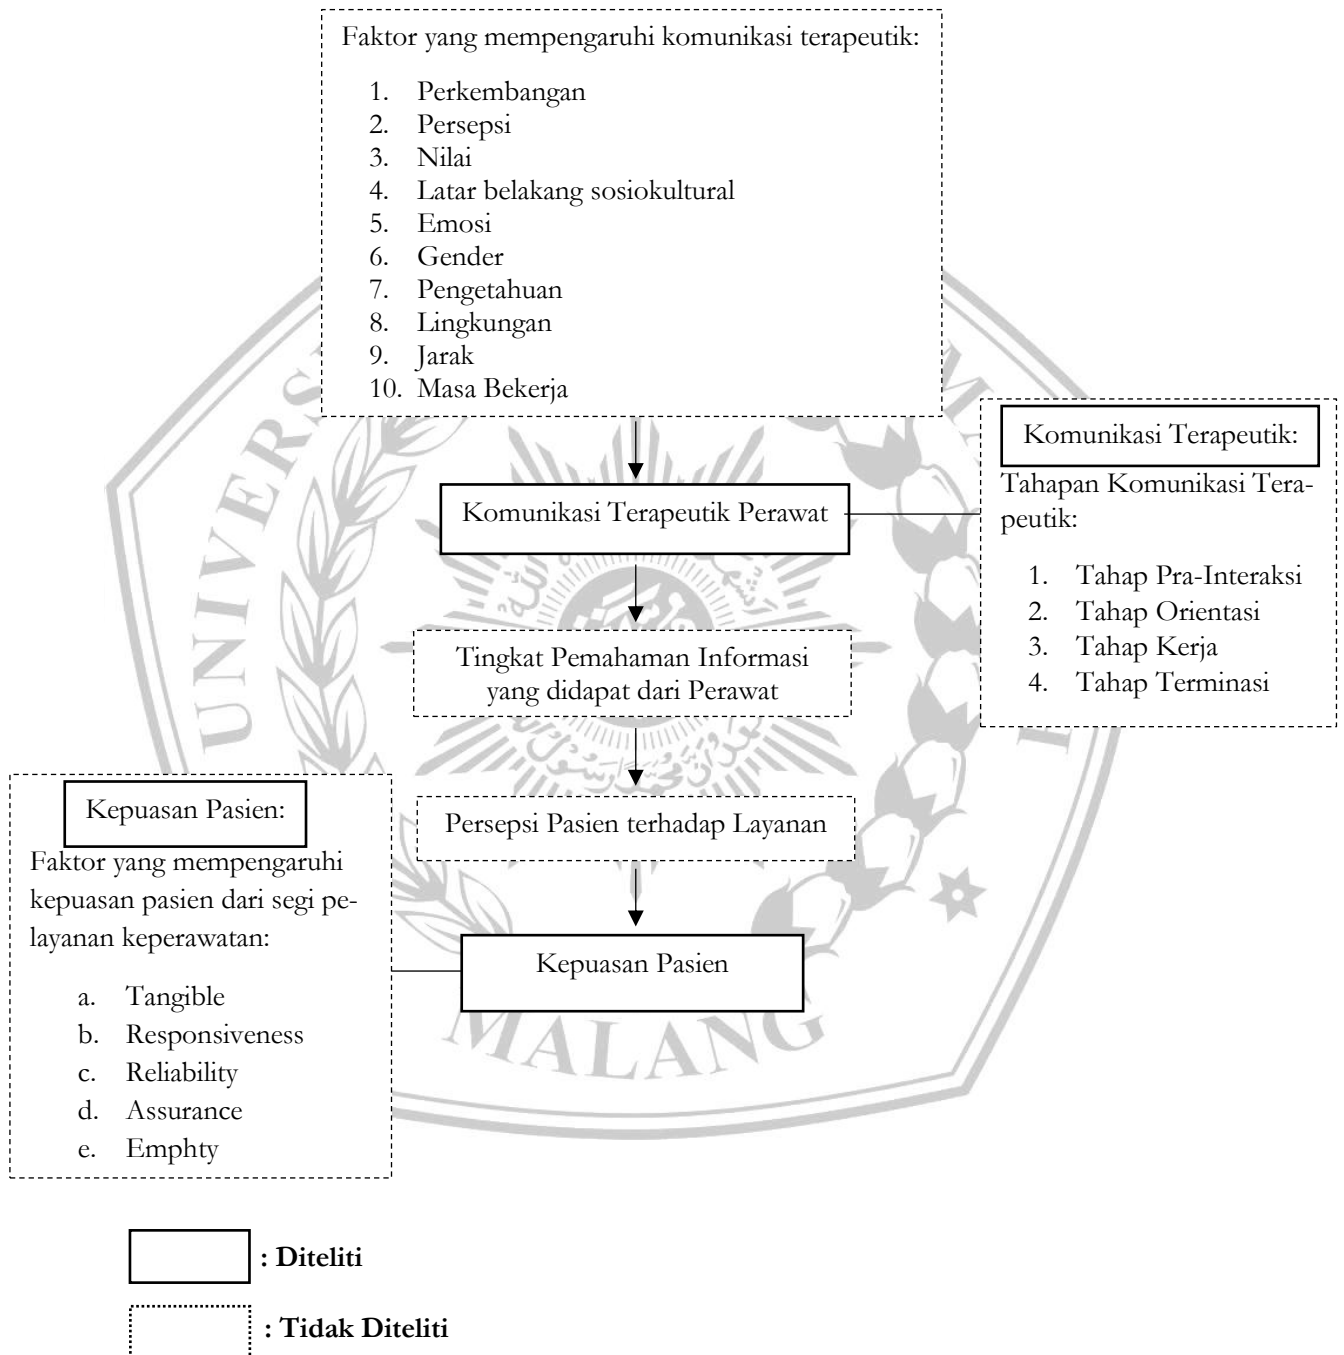 Faktor yang mempengaruhi komunikasi terapeutik:
1. Perkembangan
2. Persepsi
3. Nilai
4. Latar belakang sosiokultural
5. Emosi
6. Gender
7. Pengetahuan
8. Lingkungan
9. Jarak
10. Masa Bekerja
Komunikasi Terapeutik Perawat
Komunikasi Terapeutik:
Tahapan Komunikasi Tera-
peutik:
1. Tahap Pra-Interaksi
2. Tahap Orientasi
3. Tahap Kerja
4. Tahap Terminasi
Tingkat Pemahaman Informasi
yang didapat dari Perawat
Persepsi Pasien terhadap Layanan
Kepuasan Pasien:
Faktor yang mempengaruhi
kepuasan pasien dari segi pe-
layanan keperawatan:
a. Tangible
b. Responsiveness
c. Reliability
d. Assurance
e. Emphty
Kepuasan Pasien
MALANG
: Diteliti
: Tidak Diteliti